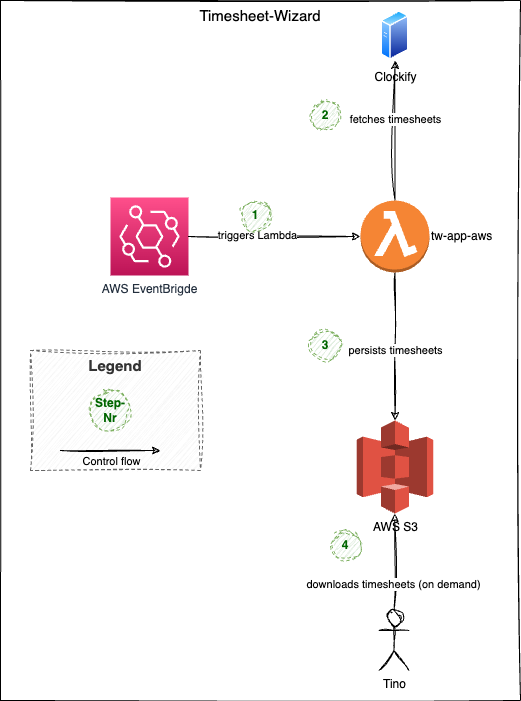 Timesheet-Wizard
Clockify
2
fetches timesheets
1
triggers Lambda
tw-app-aws
AWS EventBrigde
3
persists timesheets
Legend
Step-
Nr
Control flow
AWS S3
4
downloads timesheets (on demand)
Tino